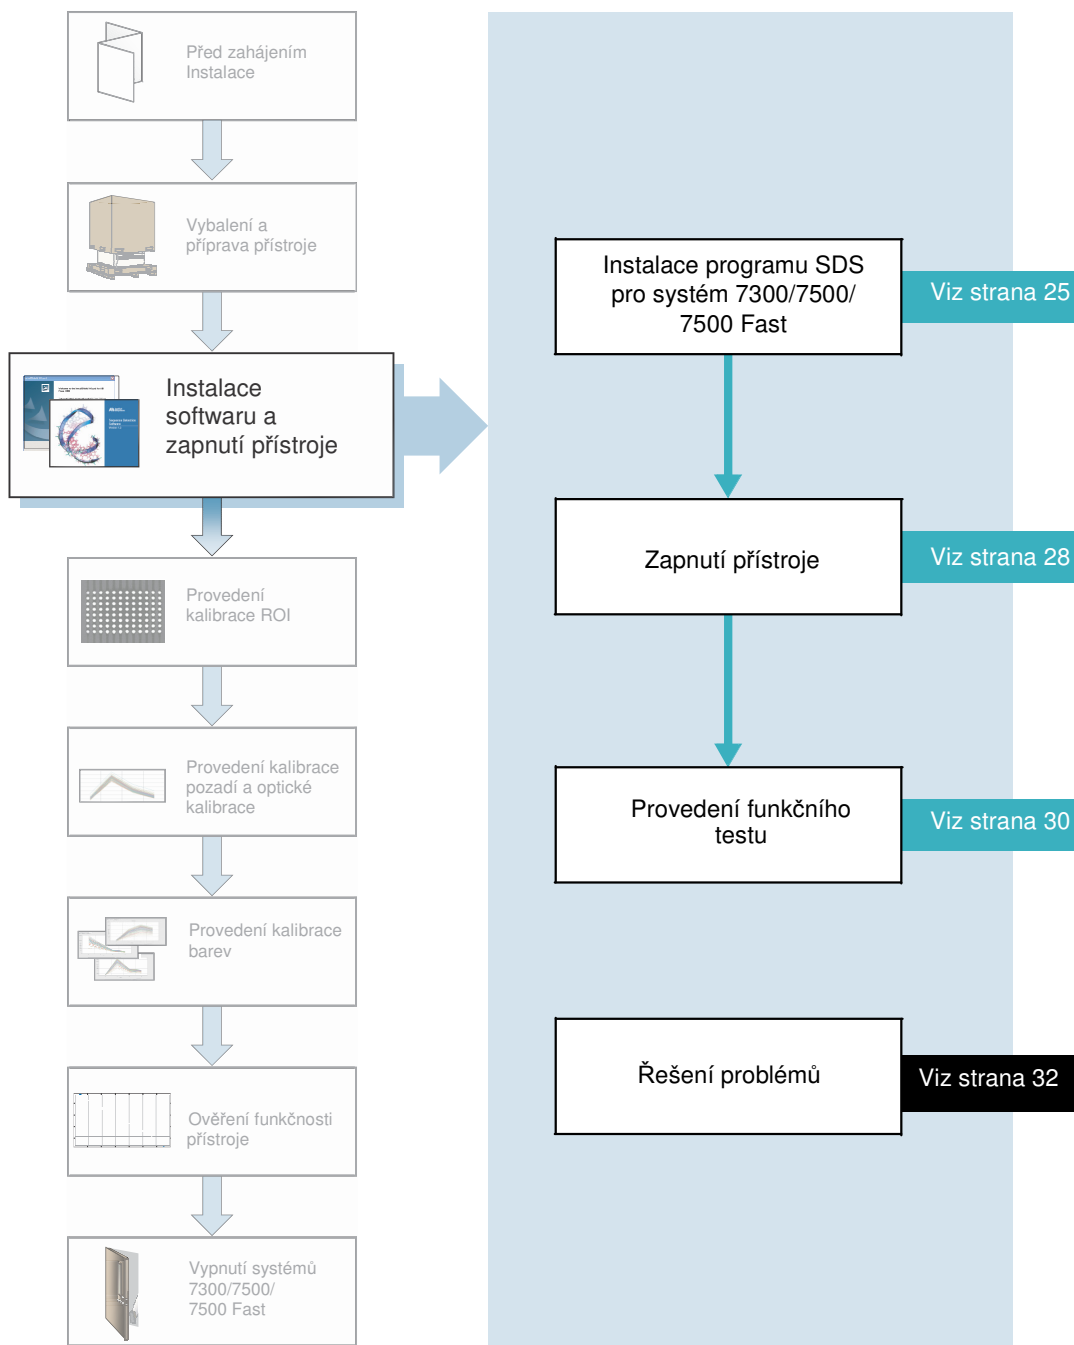 Před zahájením
Instalace
Vybalení a
příprava přístroje
Instalace
softwaru a
zapnutí přístroje
Provedení
kalibrace ROI
Provedení kalibrace
pozadí a optické
kalibrace
Provedení kalibrace
barev
Ověření funkčnosti
přístroje
Vypnutí systémů
7300/7500/
7500 Fast
Instalace programu SDS
pro systém 7300/7500/
7500 Fast
Viz strana 25
Zapnutí přístroje
Viz strana 28
Provedení funkčního
testu
Viz strana 30
Řešení problémů
Viz strana 32